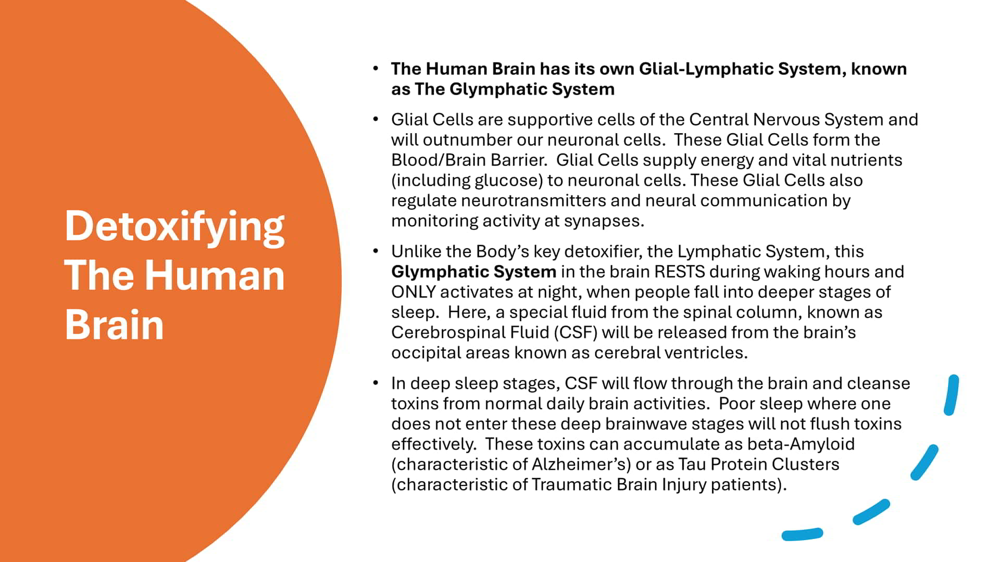 Detoxifying
The Human
Brain
• The Human Brain has its own Glial-Lymphatic System, known
as The Glymphatic System
• Glial Cells are supportive cells of the Central Nervous System and
will outnumber our neuronal cells.  These Glial Cells form the
Blood/Brain Barrier.  Glial Cells supply energy and vital nutrients
(including glucose) to neuronal cells. These Glial Cells also
regulate neurotransmitters and neural communication by
monitoring activity at synapses.
• Unlike the Body’s key detoxifier, the Lymphatic System, this
Glymphatic System in the brain RESTS during waking hours and
ONLY activates at night, when people fall into deeper stages of
sleep.  Here, a special fluid from the spinal column, known as
Cerebrospinal Fluid (CSF) will be released from the brain’s
occipital areas known as cerebral ventricles.
• In deep sleep stages, CSF will flow through the brain and cleanse
toxins from normal daily brain activities.  Poor sleep where one
does not enter these deep brainwave stages will not flush toxins
effectively.  These toxins can accumulate as beta-Amyloid
(characteristic of Alzheimer’s) or as Tau Protein Clusters
(characteristic of Traumatic Brain Injury patients).